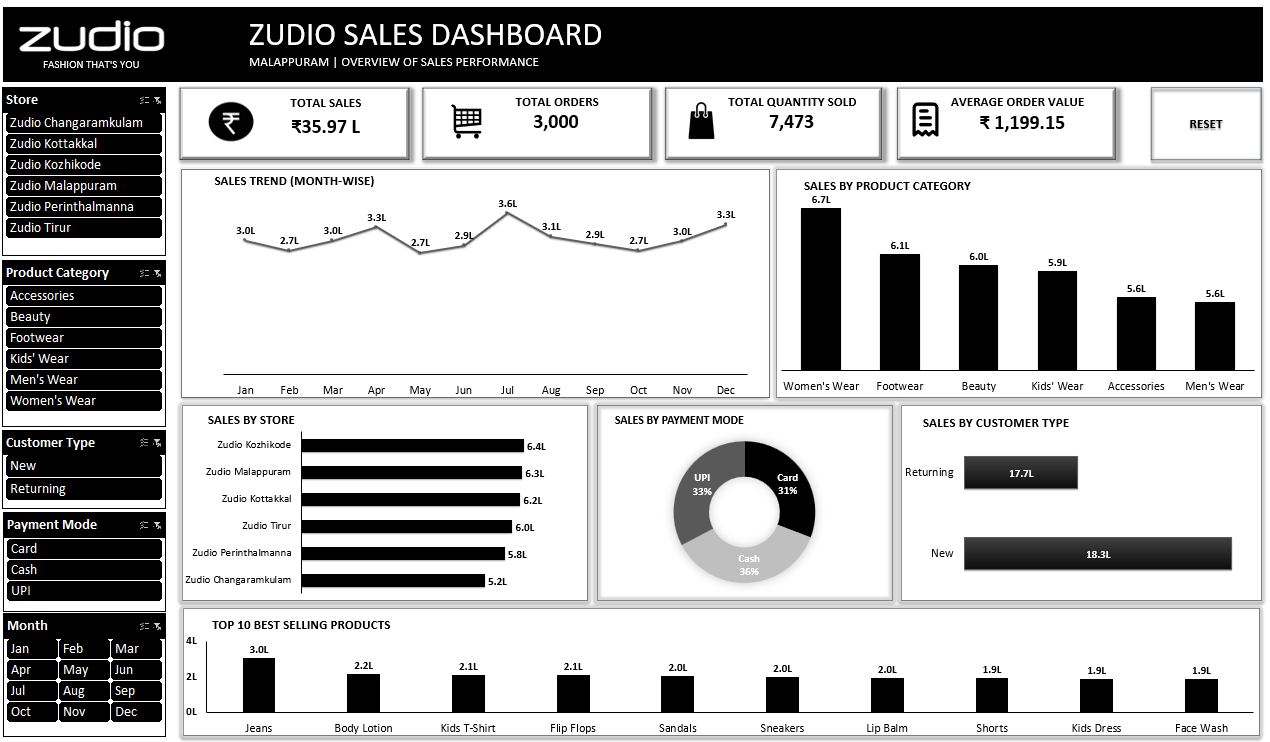 zudio
FASHION THAT'S YOU
ZUDIO SALES DASHBOARD
MALAPPURAM | OVERVIEW OF SALES PERFORMANCE
Store
Zudio Changaramkulam
Zudio Kottakkal
Zudio Kozhikode
Zudio Malappuram
Zudio Perinthalmanna
Zudio Tirur
Product Category
Accessories
Beauty
Footwear
Kids' Wear
Men's Wear
Women's Wear
Customer Type
New
Returning
Payment Mode
Card
Cash
UPI
Month
Jan Feb Mar
Apr May Jun
Jul Aug Sep
Oct Nov Dec
TOTAL SALES
₹35.97 L
TOTAL ORDERS
3,000
TOTAL QUANTITY SOLD
7,473
AVERAGE ORDER VALUE
₹ 1,199.15
RESET
SALES TREND (MONTH-WISE)
3.0L 2.7L 3.0L 3.3L 2.7L 2.9L 3.6L 3.1L 2.9L 2.7L 3.0L 3.3L
Jan Feb Mar Apr May Jun Jul Aug Sep Oct Nov Dec
SALES BY PRODUCT CATEGORY
6.7L 6.1L 6.0L 5.9L 5.6L 5.6L
Women's Wear Footwear Beauty Kids' Wear Accessories Men's Wear
SALES BY STORE
Zudio Kozhikode 6.4L
Zudio Malappuram 6.3L
Zudio Kottakkal 6.2L
Zudio Tirur 6.0L
Zudio Perinthalmanna 5.8L
Zudio Changaramkulam 5.2L
SALES BY PAYMENT MODE
UPI
33%
Card
31%
Cash
36%
SALES BY CUSTOMER TYPE
Returning 17.7L
New 18.3L
TOP 10 BEST SELLING PRODUCTS
4L
2L
0L
3.0L 2.2L 2.1L 2.1L 2.0L 2.0L 2.0L 1.9L 1.9L 1.9L
Jeans Body Lotion Kids T-Shirt Flip Flops Sandals Sneakers Lip Balm Shorts Kids Dress Face Wash